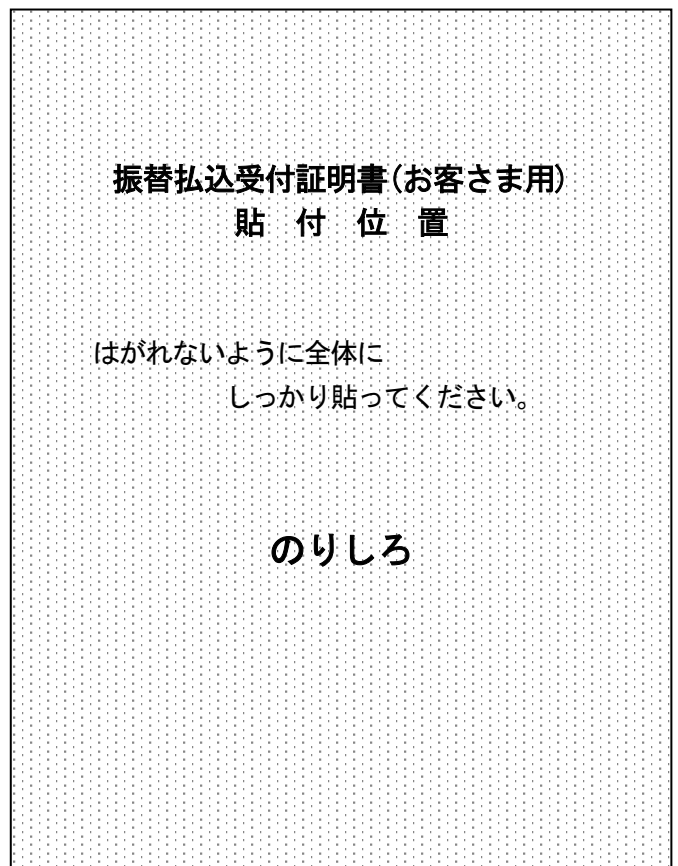 振替払込受付証明書(お客さま用)
貼 付 位 置
はがれないように全体に
しっかり貼ってください。
のりしろ